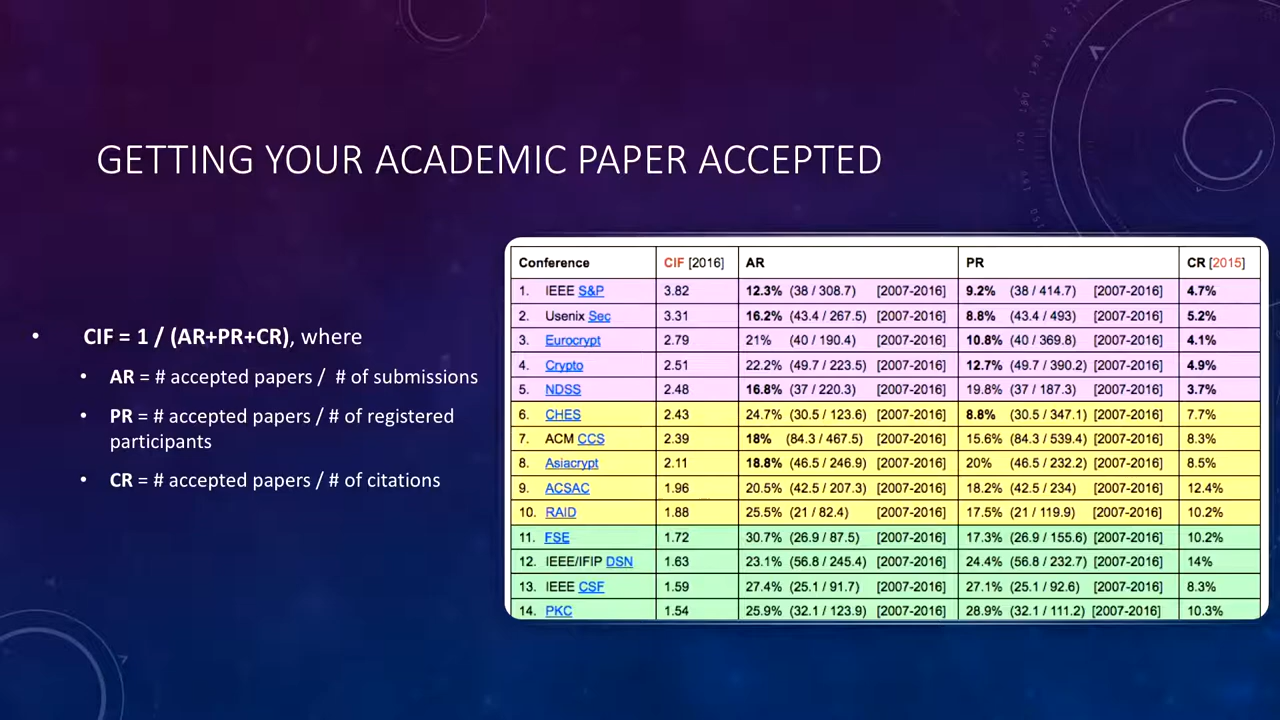 GETTING YOUR ACADEMIC PAPER ACCEPTED
• CIF = 1 / (AR+PR+CR), where
• AR = # accepted papers / # of submissions
• PR = # accepted papers / # of registered
participants
• CR = # accepted papers / # of citations
Conference CIF [2016] AR PR CR [2015]
1. IEEE S&P 3.82 12.3% (38 / 308.7) [2007-2016] 9.2% (38 / 414.7) [2007-2016] 4.7%
2. Usenix Sec 3.31 16.2% (43.4 / 267.5) [2007-2016] 8.8% (43.4 / 493) [2007-2016] 5.2%
3. Eurocrypt 2.79 21% (40 / 190.4) [2007-2016] 10.8% (40 / 369.8) [2007-2016] 4.1%
4. Crypto 2.51 22.2% (49.7 / 223.5) [2007-2016] 12.7% (49.7 / 390.2) [2007-2016] 4.9%
5. NDSS 2.48 16.8% (37 / 220.3) [2007-2016] 19.8% (37 / 187.3) [2007-2016] 3.7%
6. CHES 2.43 24.7% (30.5 / 123.6) [2007-2016] 8.8% (30.5 / 347.1) [2007-2016] 7.7%
7. ACM CCS 2.39 18% (84.3 / 467.5) [2007-2016] 15.6% (84.3 / 539.4) [2007-2016] 8.3%
8. Asiacrypt 2.11 18.8% (46.5 / 246.9) [2007-2016] 20% (46.5 / 232.2) [2007-2016] 8.5%
9. ACSAC 1.96 20.5% (42.5 / 207.3) [2007-2016] 18.2% (42.5 / 234) [2007-2016] 12.4%
10. RAID 1.88 25.5% (21 / 82.4) [2007-2016] 17.5% (21 / 119.9) [2007-2016] 10.2%
11. FSE 1.72 30.7% (26.9 / 87.5) [2007-2016] 17.3% (26.9 / 155.6) [2007-2016] 10.2%
12. IEEE/IFIP DSN 1.63 23.1% (56.8 / 245.4) [2007-2016] 24.4% (56.8 / 232.7) [2007-2016] 14%
13. IEEE CSF 1.59 27.4% (25.1 / 91.7) [2007-2016] 27.1% (25.1 / 92.6) [2007-2016] 8.3%
14. PKC 1.54 25.9% (32.1 / 123.9) [2007-2016] 28.9% (32.1 / 111.2) [2007-2016] 10.3%